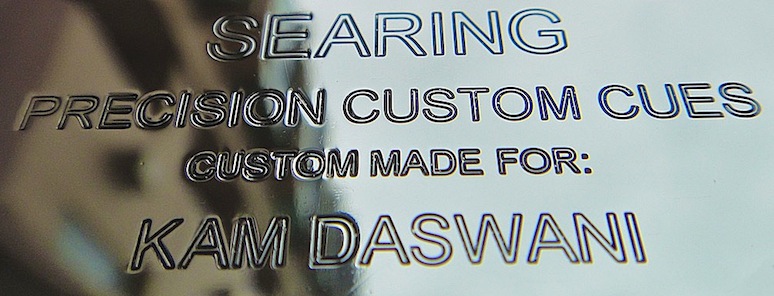 SEARING
PRECISION CUSTOM CUES
CUSTOM MADE FOR:
KAM DASWANI